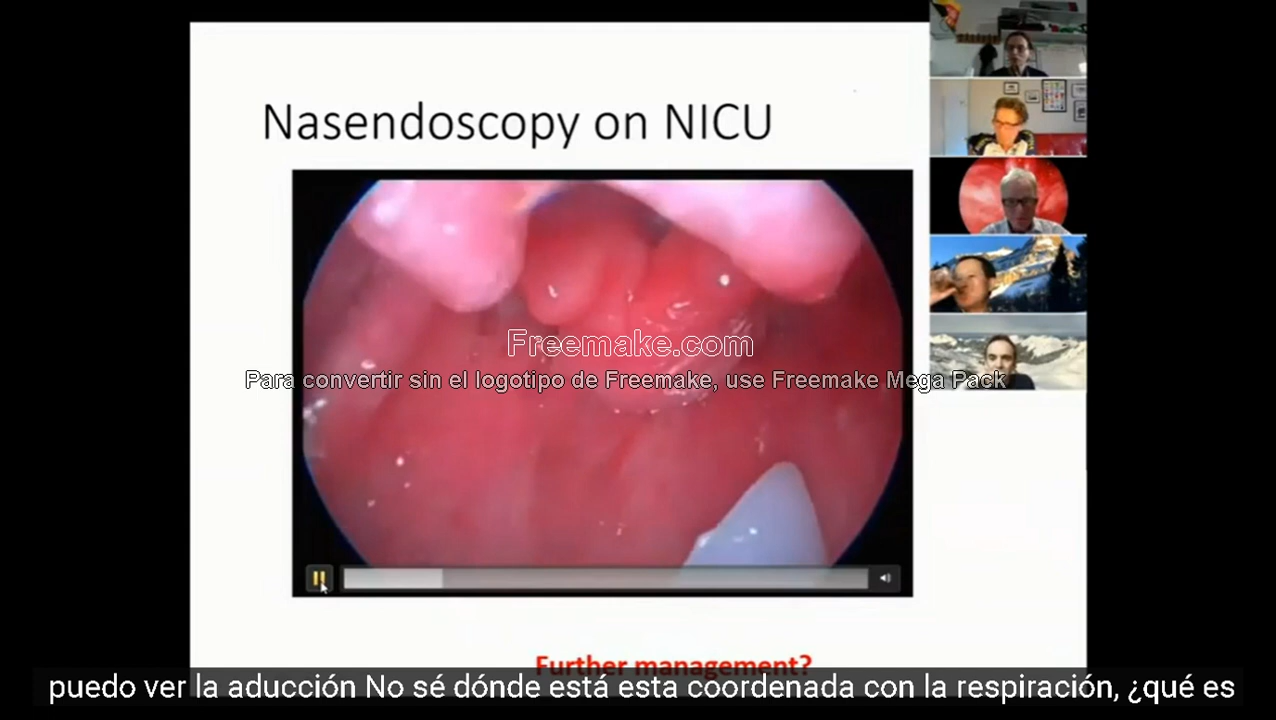 Nasendoscopy on NICU
Freemake.com
Para convertir sin el logotipo de Freemake, use Freemake Mega Pack
Further management?
puedo ver la aducción No sé dónde está esta coordenada con la respiración, ¿qué es